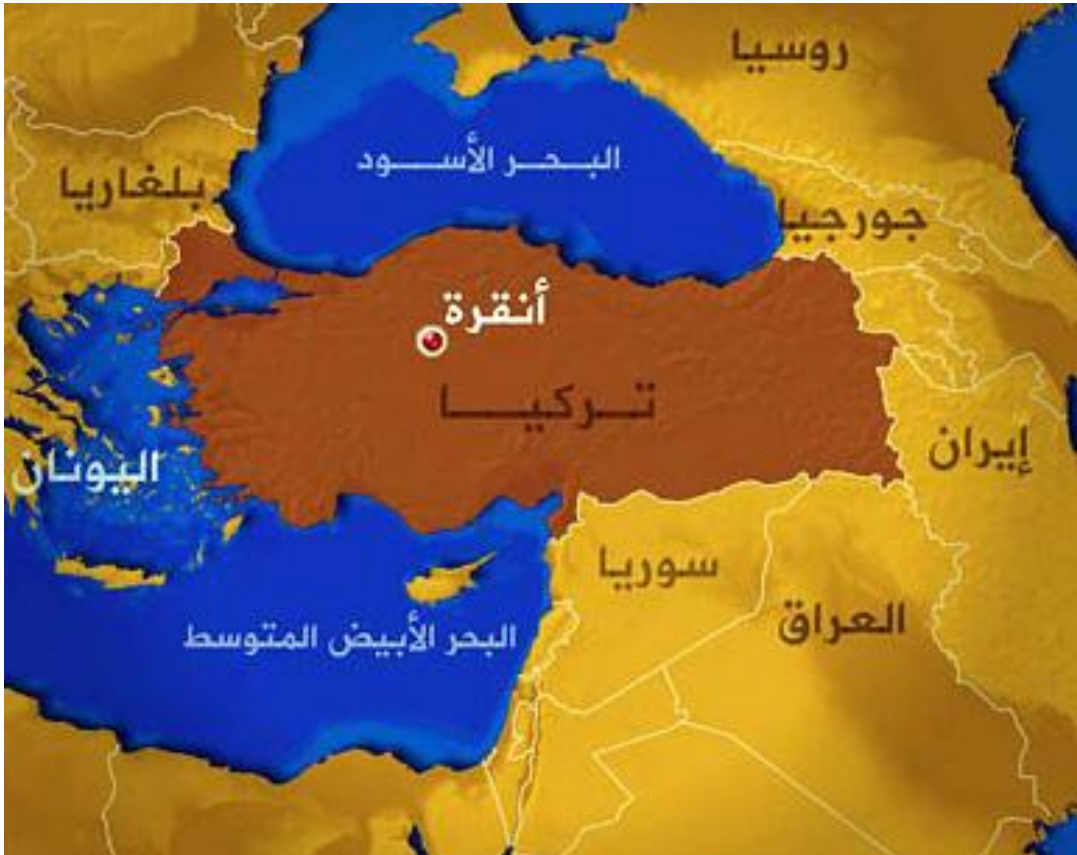 روسيا
البحر الأسود
بلغاريا
جورجيا
أنقرة
تركيا
إيران
اليونان
سوريا
العراق
البحر الأبيض المتوسط